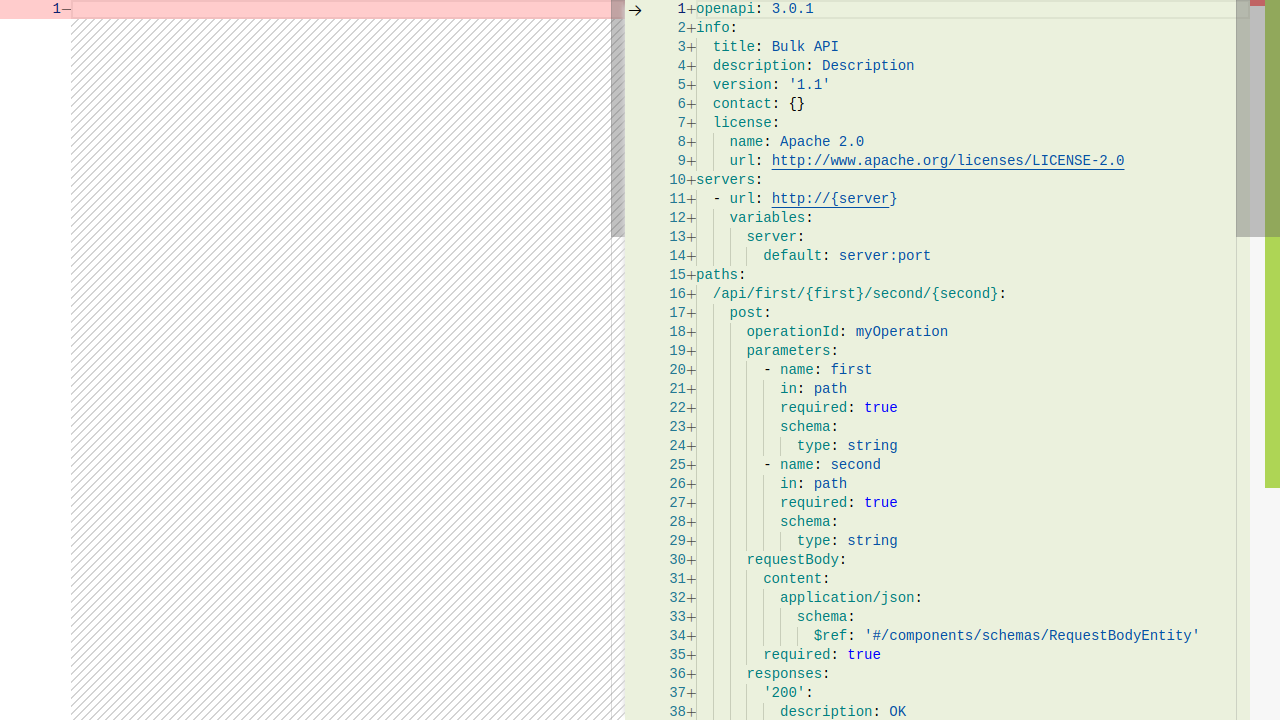 1—
→
1+openapi: 3.0.1
2+info:
3+  title: Bulk API
4+  description: Description
5+  version: '1.1'
6+  contact: {}
7+  license:
8+    name: Apache 2.0
9+    url: http://www.apache.org/licenses/LICENSE-2.0
10+servers:
11+  - url: http://{server}
12+    variables:
13+      server:
14+        default: server:port
15+paths:
16+  /api/first/{first}/second/{second}:
17+    post:
18+      operationId: myOperation
19+      parameters:
20+        - name: first
21+          in: path
22+          required: true
23+          schema:
24+            type: string
25+        - name: second
26+          in: path
27+          required: true
28+          schema:
29+            type: string
30+      requestBody:
31+        content:
32+          application/json:
33+            schema:
34+              $ref: '#/components/schemas/RequestBodyEntity'
35+        required: true
36+      responses:
37+        '200':
38+          description: OK